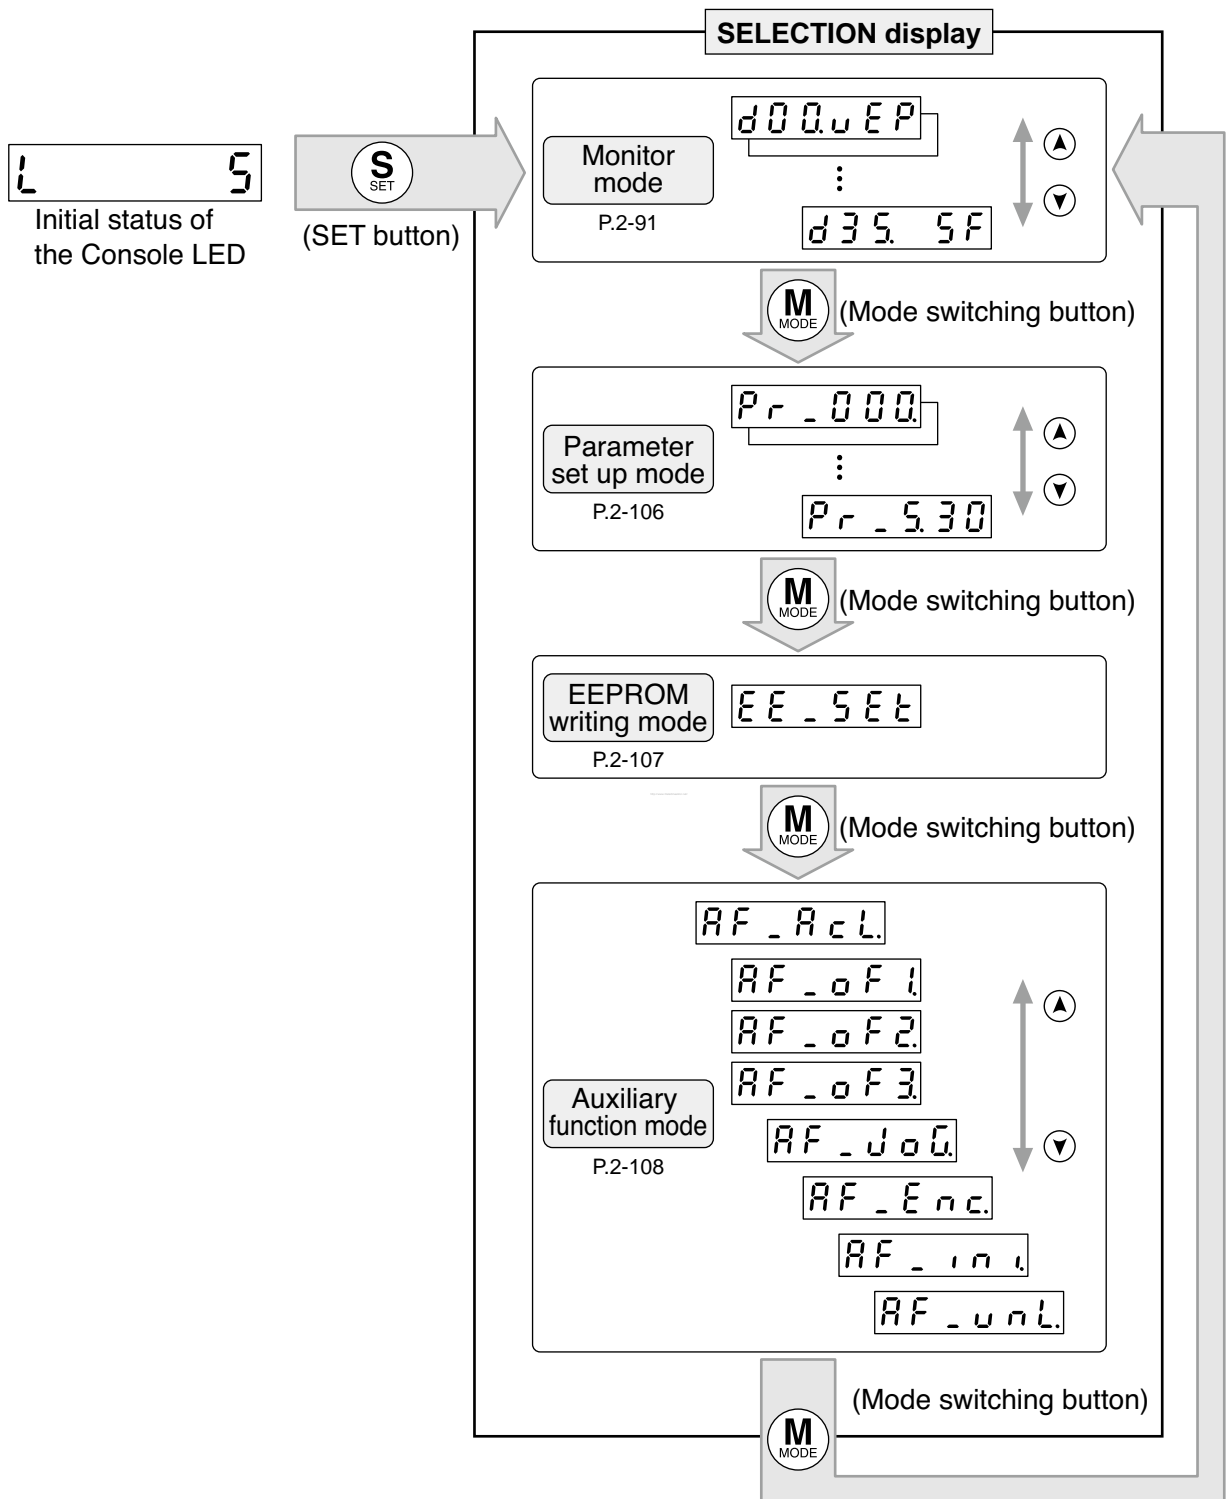 SELECTION display
L 5
Initial status of
the Console LED
S
SET
(SET button)
Monitor
mode
P.2-91
d00.uEP
d35. SF
M
MODE
(Mode switching button)
Parameter
set up mode
P.2-106
Pr_000.
Pr_5.30
M
MODE
(Mode switching button)
EEPROM
writing mode
P.2-107
EE_SEt
M
MODE
(Mode switching button)
Auxiliary
function mode
P.2-108
AF_AcL.
AF_oF1.
AF_oF2.
AF_oF3.
AF_JoG.
AF_Enc.
AF_ini.
AF_unL.
(Mode switching button)
M
MODE